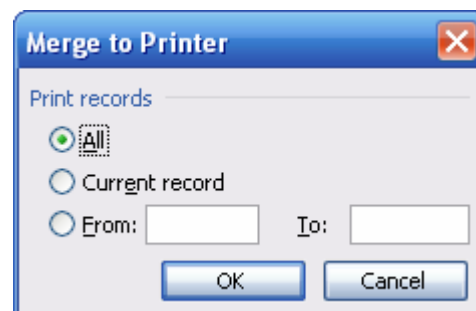 Merge to Printer
Print records
All
Current record
From: To:
OK Cancel